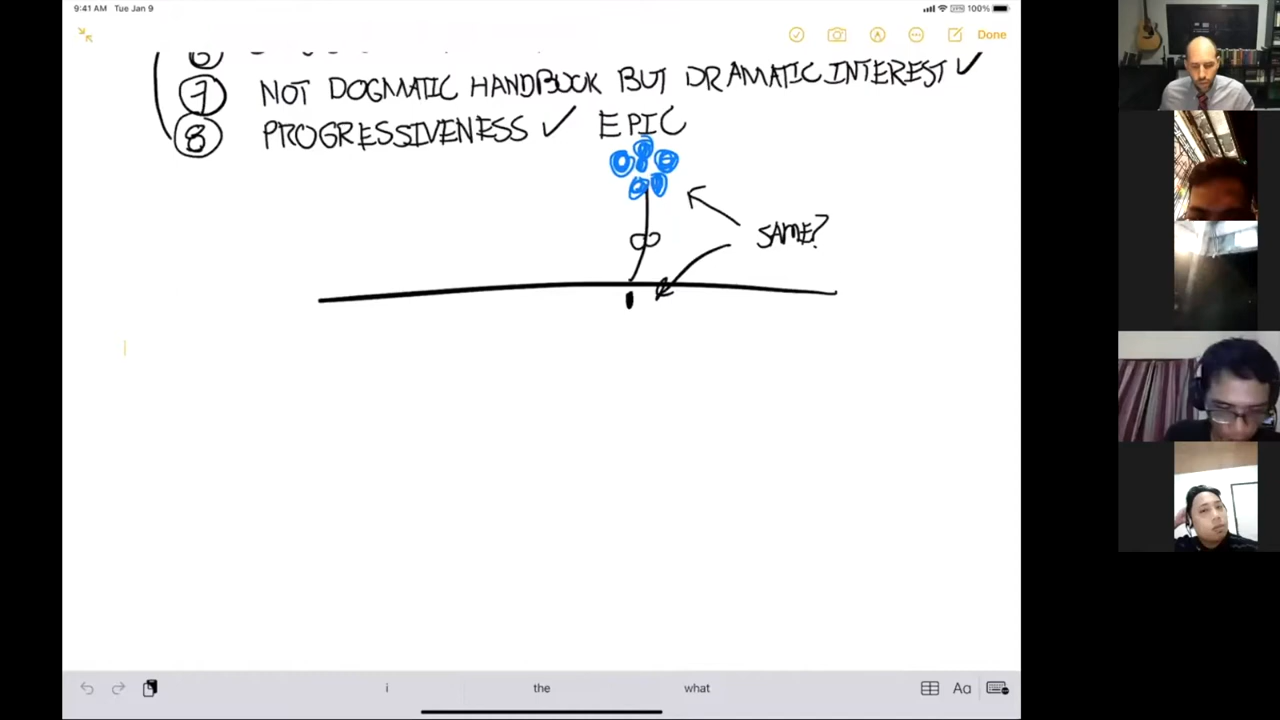 9:41 AM Tue Jan 9
100%
Done
6
7 NOT DOGMATIC HANDBOOK BUT DRAMATIC INTEREST ✓
8 PROGRESSIVENESS ✓ EPIC
SAME?
i the what
Aa